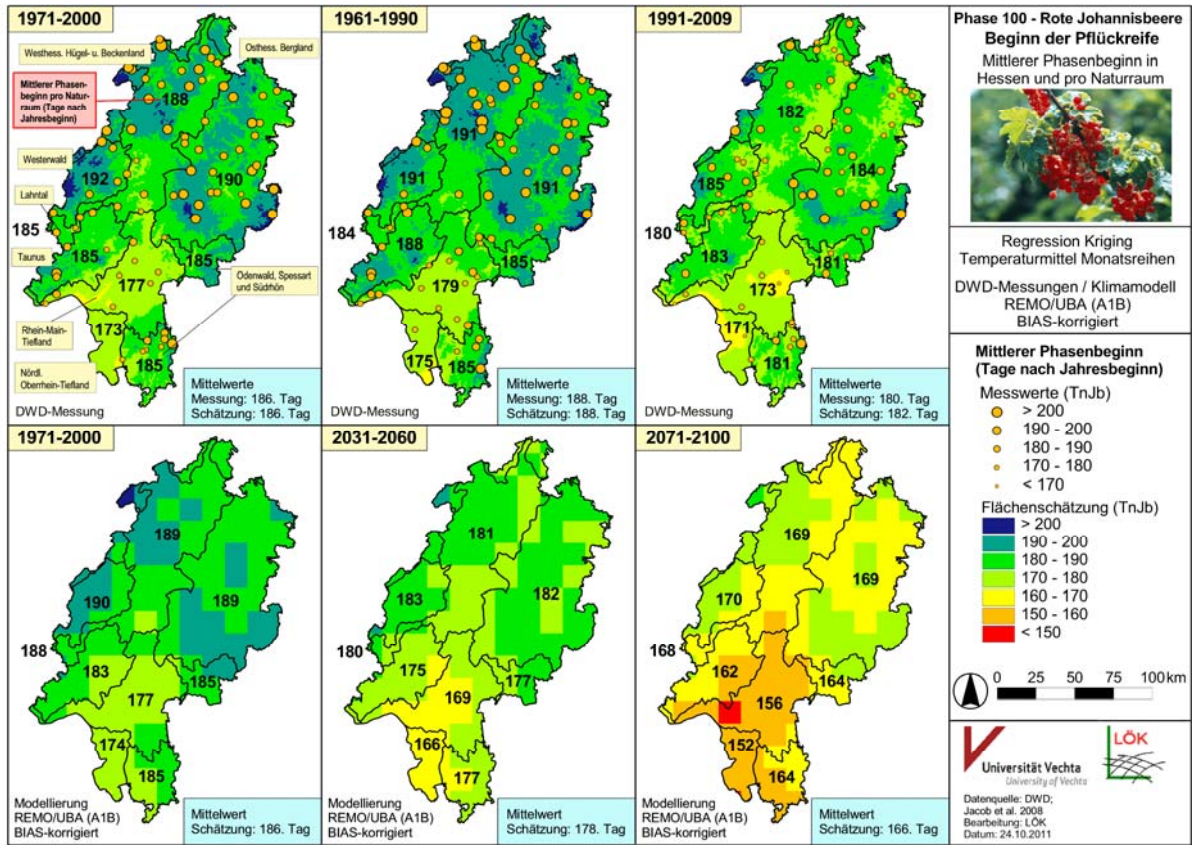 1971-2000
Westhess. Hügel- u. Beckenland
Osthess. Bergland
Mittlerer Phasen-
beginn pro Natur-
raum (Tage nach
Jahresbeginn)
188
Westerwald
192
190
Lahntal
185
185
Taunus
185
177
Odenwald, Spessart
und Südrhön
Rhein-Main-
Tiefland
173
185
Nördl.
Oberrhein-Tiefland
DWD-Messung
Mittelwerte
Messung: 186. Tag
Schätzung: 186. Tag
1961-1990
191
191
191
184
188
185
179
175
185
DWD-Messung
Mittelwerte
Messung: 188. Tag
Schätzung: 188. Tag
1991-2009
182
184
185
180
183
181
173
171
181
DWD-Messung
Mittelwerte
Messung: 180. Tag
Schätzung: 182. Tag
Phase 100 - Rote Johannisbeere
Beginn der Pflückreife
Mittlerer Phasenbeginn in
Hessen und pro Naturraum
Regression Kriging
Temperaturmittel Monatsreihen
DWD-Messungen / Klimamodell
REMO/UBA (A1B)
BIAS-korrigiert
Mittlerer Phasenbeginn
(Tage nach Jahresbeginn)
Messwerte (TnJb)
> 200
190 - 200
180 - 190
170 - 180
< 170
Flächenschätzung (TnJb)
> 200
190 - 200
180 - 190
170 - 180
160 - 170
150 - 160
< 150
0 25 50 75 100 km
1971-2000
189
190
189
188
183
185
177
174
185
Modellierung
REMO/UBA (A1B)
BIAS-korrigiert
Mittelwert
Schätzung: 186. Tag
2031-2060
181
183
182
180
175
177
169
166
177
Modellierung
REMO/UBA (A1B)
BIAS-korrigiert
Mittelwert
Schätzung: 178. Tag
2071-2100
169
169
170
168
162
164
156
152
164
Modellierung
REMO/UBA (A1B)
BIAS-korrigiert
Mittelwert
Schätzung: 166. Tag
Universität Vechta
University of Vechta
LÖK
Datenquelle: DWD;
Jacob et al. 2008
Bearbeitung: LÖK
Datum: 24.10.2011